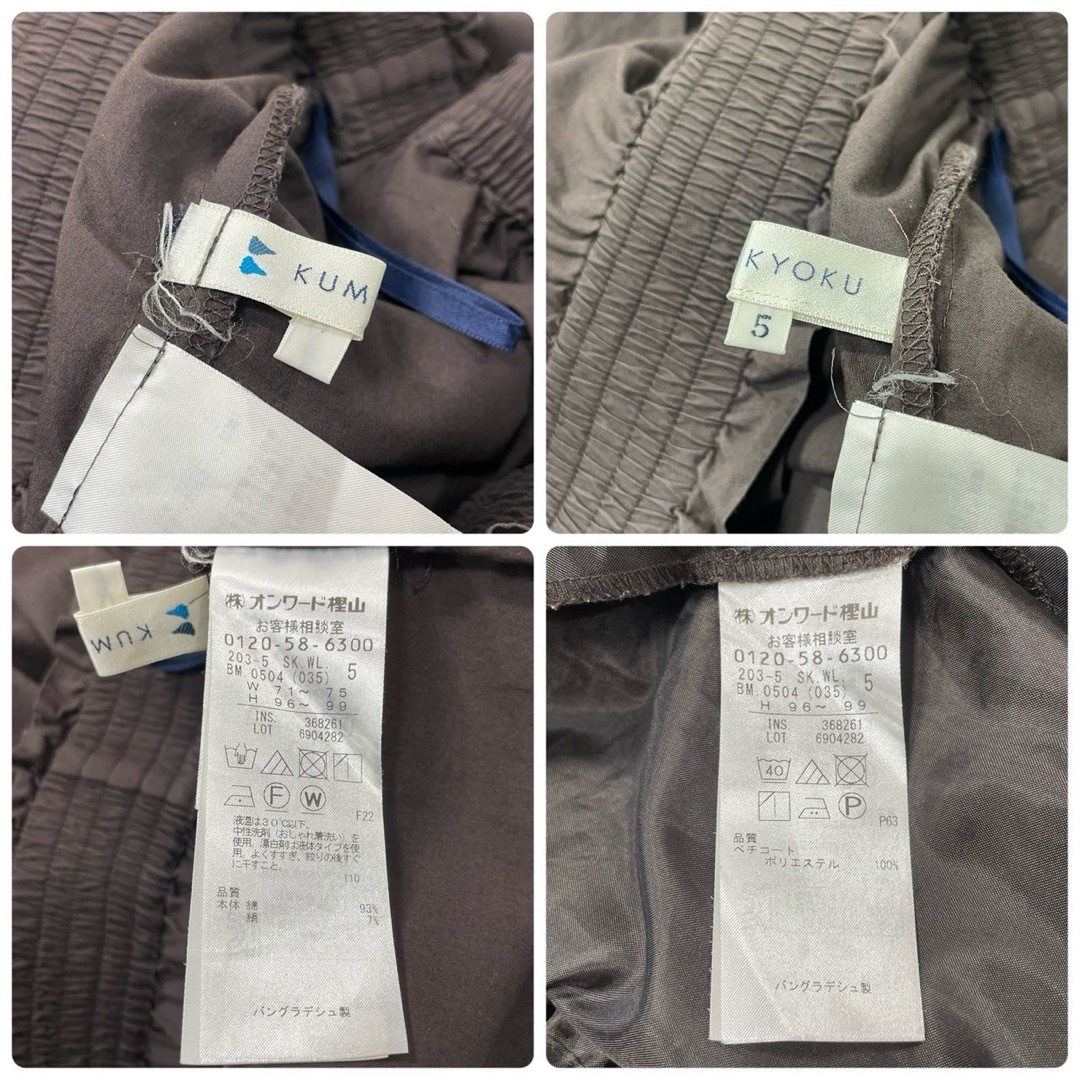 KUM
KYOKU
5
KUM
(株)オンワード樫山
お客様相談室
0120-58-6300
203-5 SK.WL. 5
BM.0504 (035)
W 71~ 75
H 96~ 99
INS. 368261
LOT 6904282
F W
F22
液温は30℃以下。
中性洗剤(おしゃれ着洗い)を
使用。漂白剤は液体タイプを使
用。よくすすぎ、絞りの後すぐ
に干すこと。
110
品質
本体 綿 93%
絹 7%
バングラデシュ製
(株)オンワード樫山
お客様相談室
0120-58-6300
203-5 SK.WL. 5
BM.0504 (035)
H 96~ 99
INS. 368261
LOT 6904282
40
P
P63
品質
ペチコート
ポリエステル 100%
バングラデシュ製